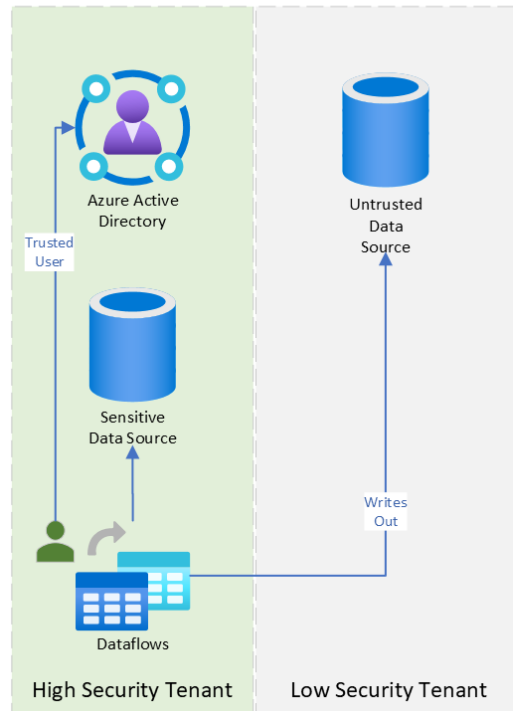 Azure Active
Directory
Untrusted
Data
Source
Trusted
User
Sensitive
Data Source
Writes
Out
Dataflows
High Security Tenant
Low Security Tenant